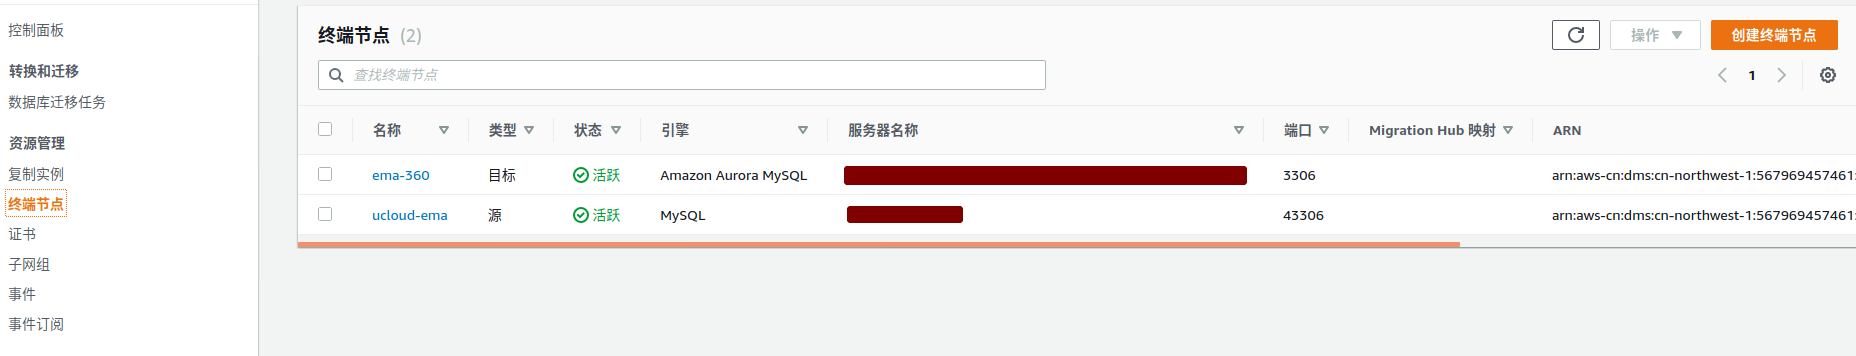 控制面板
转换和迁移
数据库迁移任务
资源管理
复制实例
终端节点
证书
子网组
事件
事件订阅
终端节点 (2)
操作
创建终端节点
查找终端节点
1
名称 类型 状态 引擎 服务器名称 端口 Migration Hub 映射 ARN
ema-360 目标 活跃 Amazon Aurora MySQL 3306 arn:aws-cn:dms:cn-northwest-1:567969457461:
ucloud-ema 源 活跃 MySQL 43306 arn:aws-cn:dms:cn-northwest-1:567969457461: